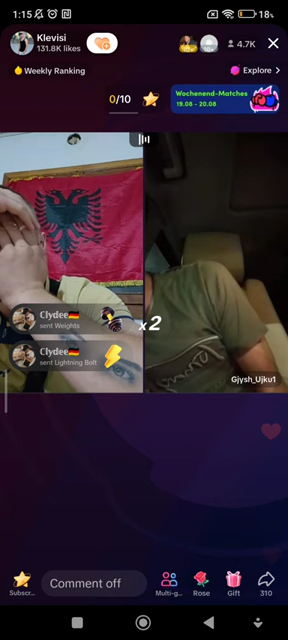 1:15
18%
Klevisi
131.8K likes
4.7K
Weekly Ranking
Explore >
0/10
Wochenend-Matches
19.08 - 20.08
Clydee🇩🇪
sent Weights
x2
Clydee🇩🇪
sent Lightning Bolt
Gjysh_Ujku1
Subscr...
Comment off
Multi-g...
Rose
Gift
310